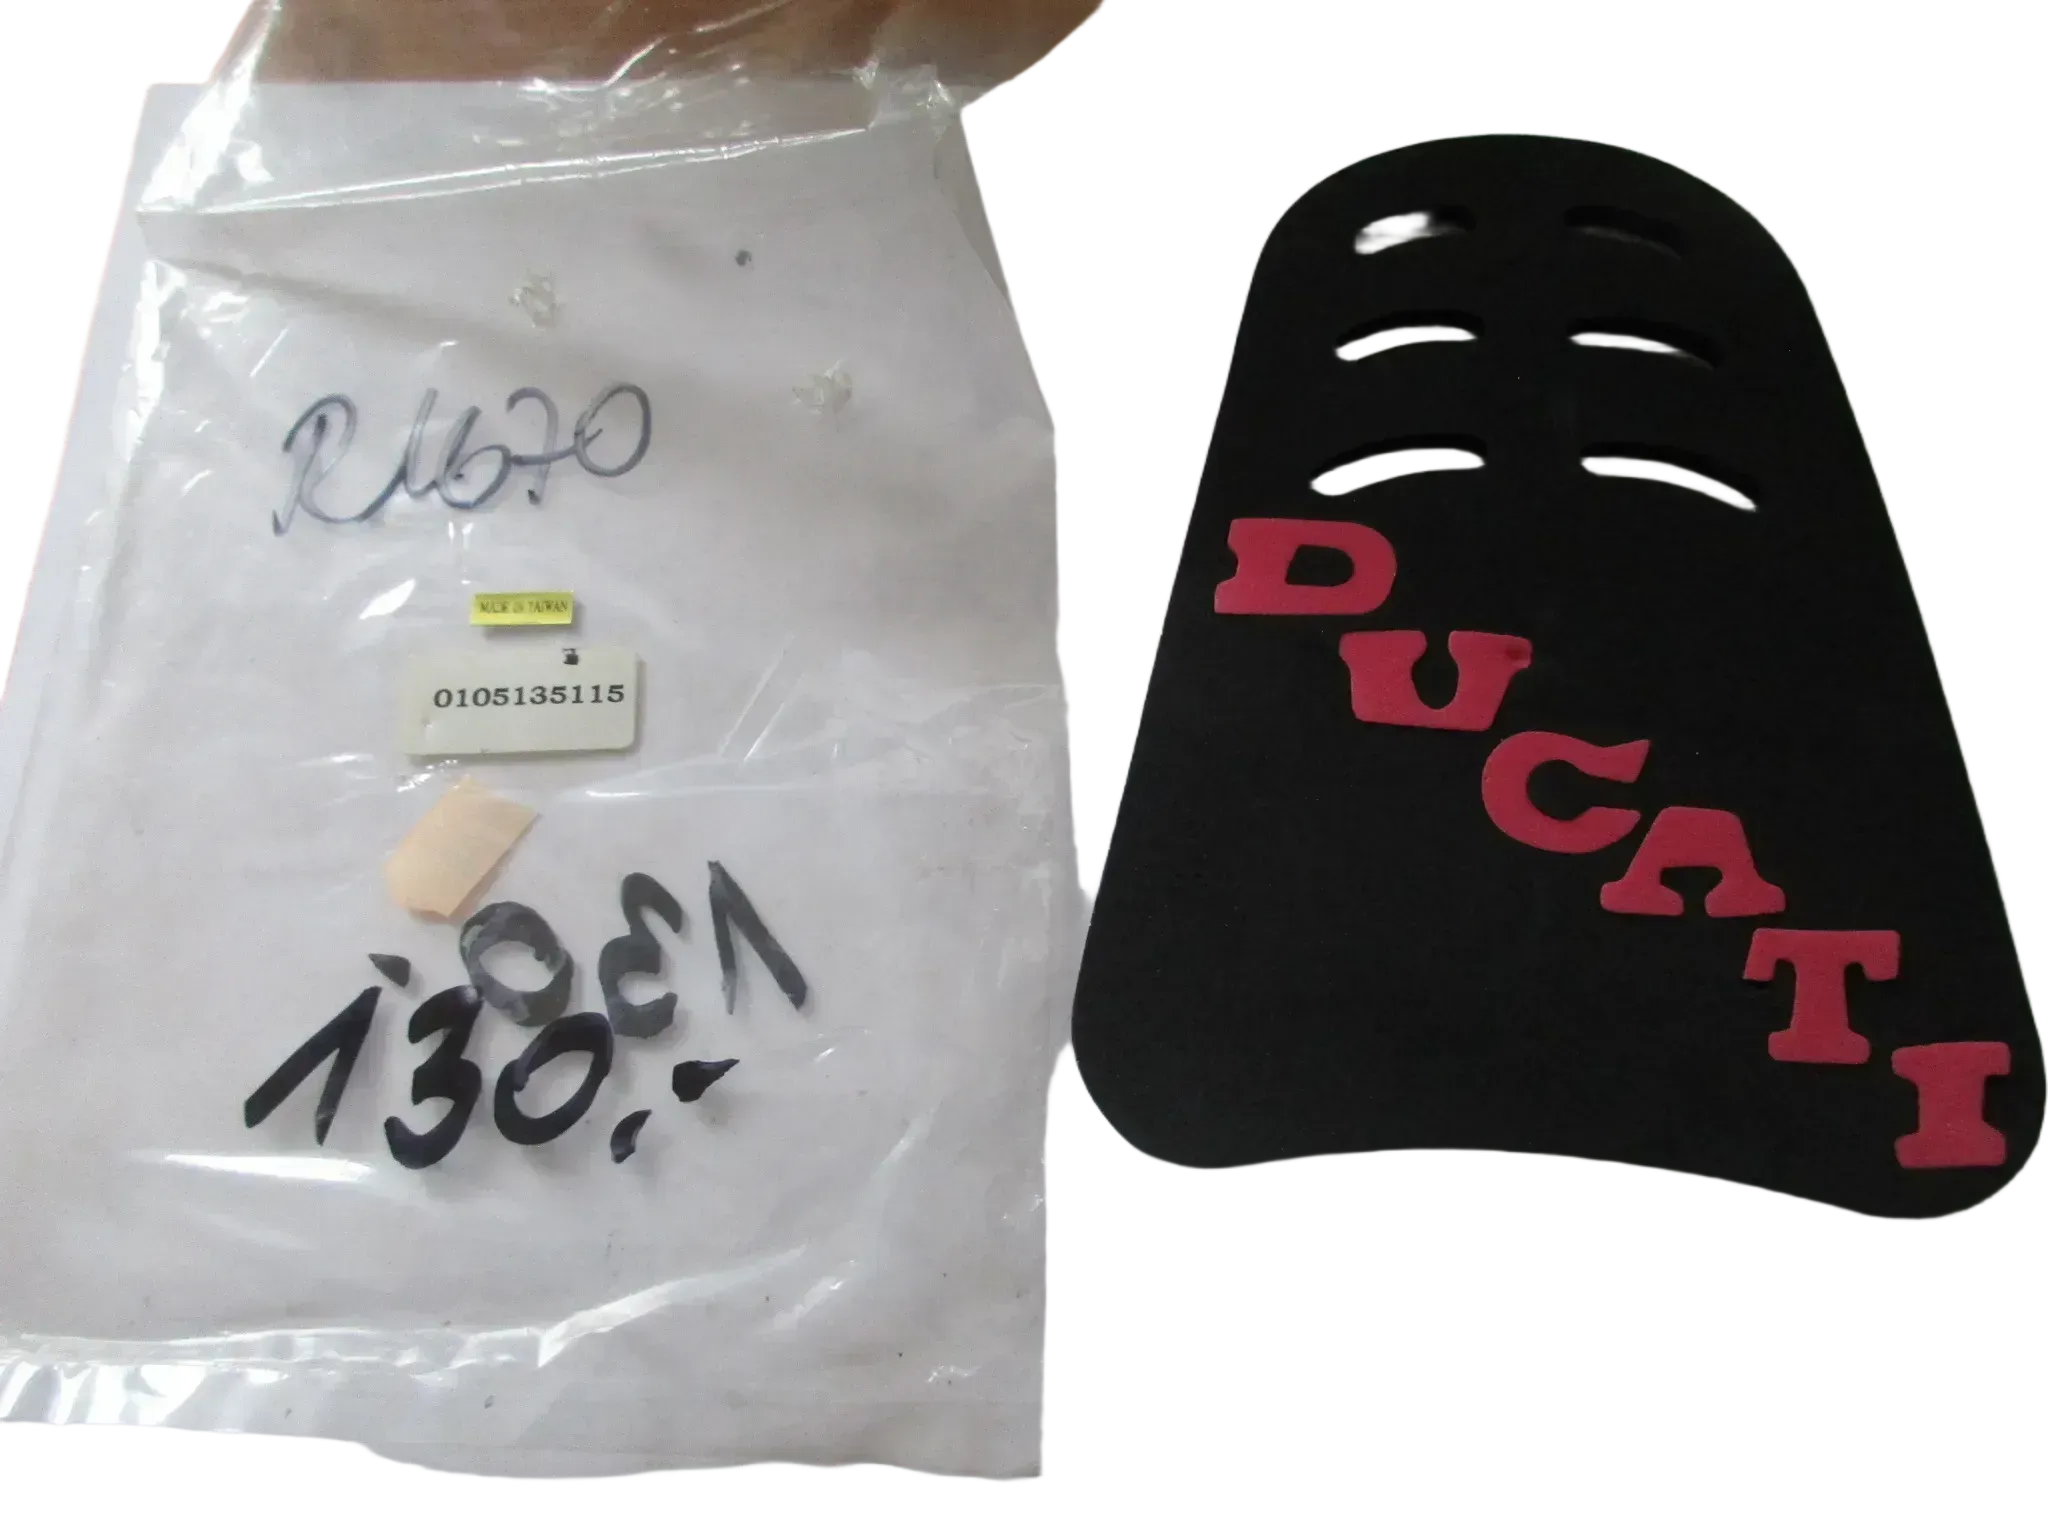 R1670
MADE IN TAIWAN
0105135115
130
130,-
DUCATI